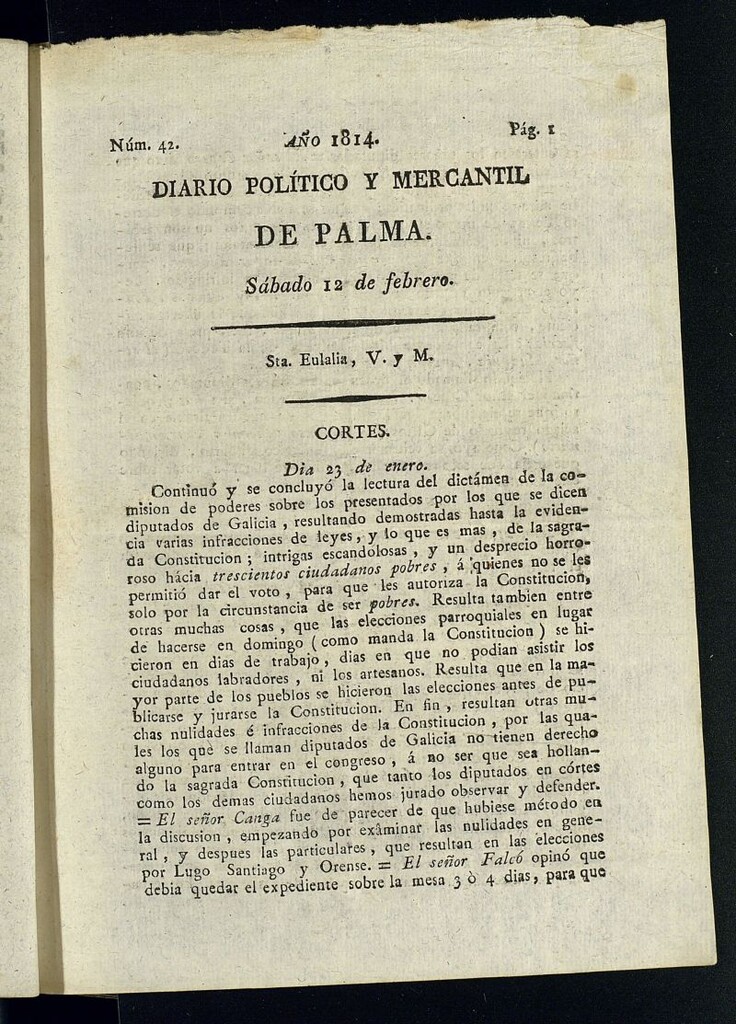 Núm. 42. AÑO 1814. Pág. 1
DIARIO POLÍTICO Y MERCANTIL
DE PALMA.
Sábado 12 de febrero.
Sta. Eulalia, V. y M.
CORTES.
Dia 23 de enero.
Continuó y se concluyó la lectura del dictámen de la co-
mision de poderes sobre los presentados por los que se dicen
diputados de Galicia, resultando demostradas hasta la eviden-
cia varias infracciones de leyes, y lo que es mas, de la sagra-
da Constitucion; intrigas escandolosas, y un desprecio horro-
roso hácia trescientos ciudadanos pobres, á quienes no se les
permitió dar el voto, para que les autoriza la Constitucion,
solo por la circunstancia de ser pobres. Resulta tambien entre
otras muchas cosas, que las elecciones parroquiales en lugar
de hacerse en domingo (como manda la Constitucion) se hi-
cieron en dias de trabajo, dias en que no podian asistir los
ciudadanos labradores, ni los artesanos. Resulta que en la ma-
yor parte de los pueblos se hicieron las elecciones antes de pu-
blicarse y jurarse la Constitucion. En fin, resultan otras mu-
chas nulidades é infracciones de la Constitucion, por las qua-
les los que se llaman diputados de Galicia no tienen derecho
alguno para entrar en el congreso, á no ser que sea hollan-
do la sagrada Constitucion, que tanto los diputados en córtes
como los demas ciudadanos hemos jurado observar y defender.
= El señor Canga fue de parecer de que hubiese método en
la discusion, empezando por exâminar las nulidades en gene-
ral, y despues las particulares, que resultan en las elecciones
por Lugo Santiago y Orense. = El señor Falcó opinó que
debia quedar el expediente sobre la mesa 3 ò 4 dias, para que